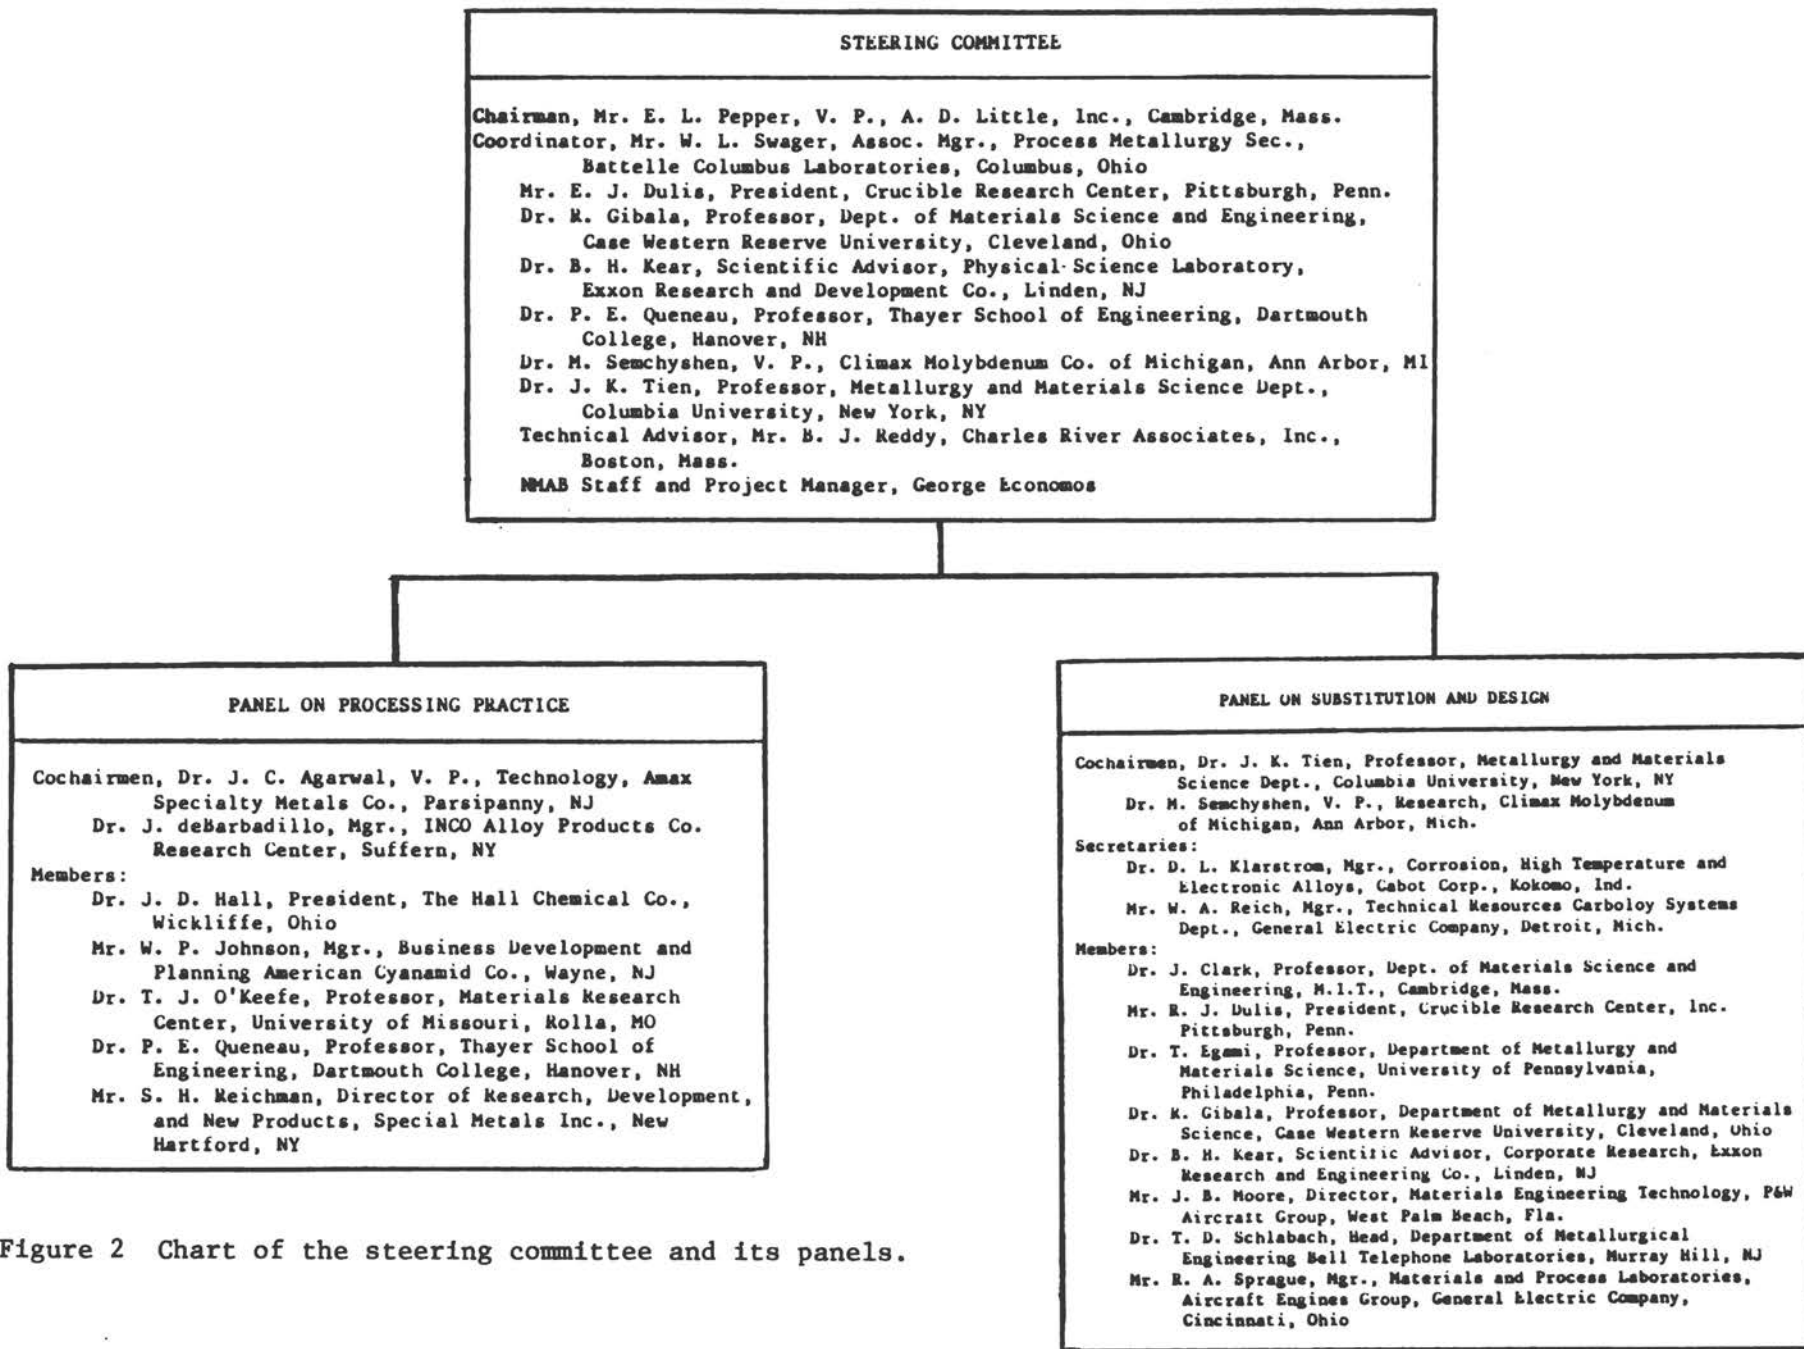 STEERING COMMITTEE
Chairman, Mr. E. L. Pepper, V. P., A. D. Little, Inc., Cambridge, Mass.
Coordinator, Mr. W. L. Swager, Assoc. Mgr., Process Metallurgy Sec.,
Battelle Columbus Laboratories, Columbus, Ohio
Mr. E. J. Dulis, President, Crucible Research Center, Pittsburgh, Penn.
Dr. R. Gibala, Professor, Dept. of Materials Science and Engineering,
Case Western Reserve University, Cleveland, Ohio
Dr. B. H. Kear, Scientific Advisor, Physical Science Laboratory,
Exxon Research and Development Co., Linden, NJ
Dr. P. E. Queneau, Professor, Thayer School of Engineering, Dartmouth
College, Hanover, NH
Dr. M. Semchyshen, V. P., Climax Molybdenum Co. of Michigan, Ann Arbor, MI
Dr. J. K. Tien, Professor, Metallurgy and Materials Science Dept.,
Columbia University, New York, NY
Technical Advisor, Mr. B. J. Reddy, Charles River Associates, Inc.,
Boston, Mass.
NMAB Staff and Project Manager, George Economos
PANEL ON PROCESSING PRACTICE
Cochairmen, Dr. J. C. Agarwal, V. P., Technology, Amax
Specialty Metals Co., Parsipanny, NJ
Dr. J. deBarbadillo, Mgr., INCO Alloy Products Co.
Research Center, Suffern, NY
Members:
Dr. J. D. Hall, President, The Hall Chemical Co.,
Wickliffe, Ohio
Mr. W. P. Johnson, Mgr., Business Development and
Planning American Cyanamid Co., Wayne, NJ
Dr. T. J. O'Keefe, Professor, Materials Research
Center, University of Missouri, Rolla, MO
Dr. P. E. Queneau, Professor, Thayer School of
Engineering, Dartmouth College, Hanover, NH
Mr. S. H. Reichman, Director of Research, Development,
and New Products, Special Metals Inc., New
Hartford, NY
PANEL ON SUBSTITUTION AND DESIGN
Cochairmen, Dr. J. K. Tien, Professor, Metallurgy and Materials
Science Dept., Columbia University, New York, NY
Dr. M. Semchyshen, V. P., Research, Climax Molybdenum
of Michigan, Ann Arbor, Mich.
Secretaries:
Dr. D. L. Klarstrom, Mgr., Corrosion, High Temperature and
Electronic Alloys, Cabot Corp., Kokomo, Ind.
Mr. W. A. Reich, Mgr., Technical Resources Carboloy Systems
Dept., General Electric Company, Detroit, Mich.
Members:
Dr. J. Clark, Professor, Dept. of Materials Science and
Engineering, M.I.T., Cambridge, Mass.
Mr. R. J. Dulis, President, Crucible Research Center, Inc.
Pittsburgh, Penn.
Dr. T. Egami, Professor, Department of Metallurgy and
Materials Science, University of Pennsylvania,
Philadelphia, Penn.
Dr. R. Gibala, Professor, Department of Metallurgy and Materials
Science, Case Western Reserve University, Cleveland, Ohio
Dr. B. H. Kear, Scientific Advisor, Corporate Research, Exxon
Research and Engineering Co., Linden, NJ
Mr. J. B. Moore, Director, Materials Engineering Technology, P&W
Aircraft Group, West Palm Beach, Fla.
Dr. T. D. Schlabach, Head, Department of Metallurgical
Engineering Bell Telephone Laboratories, Murray Hill, NJ
Mr. R. A. Sprague, Mgr., Materials and Process Laboratories,
Aircraft Engines Group, General Electric Company,
Cincinnati, Ohio
Figure 2 Chart of the steering committee and its panels.